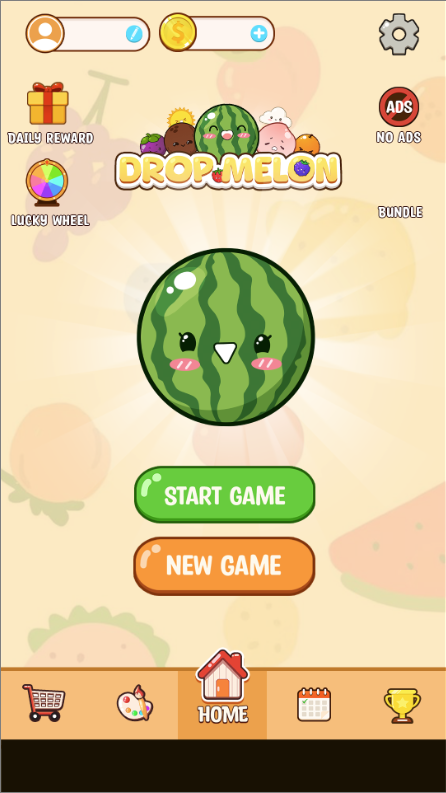 DAILY REWARD
ADS
NO ADS
DROP MELON
LUCKY WHEEL
BUNDLE
START GAME
NEW GAME
HOME